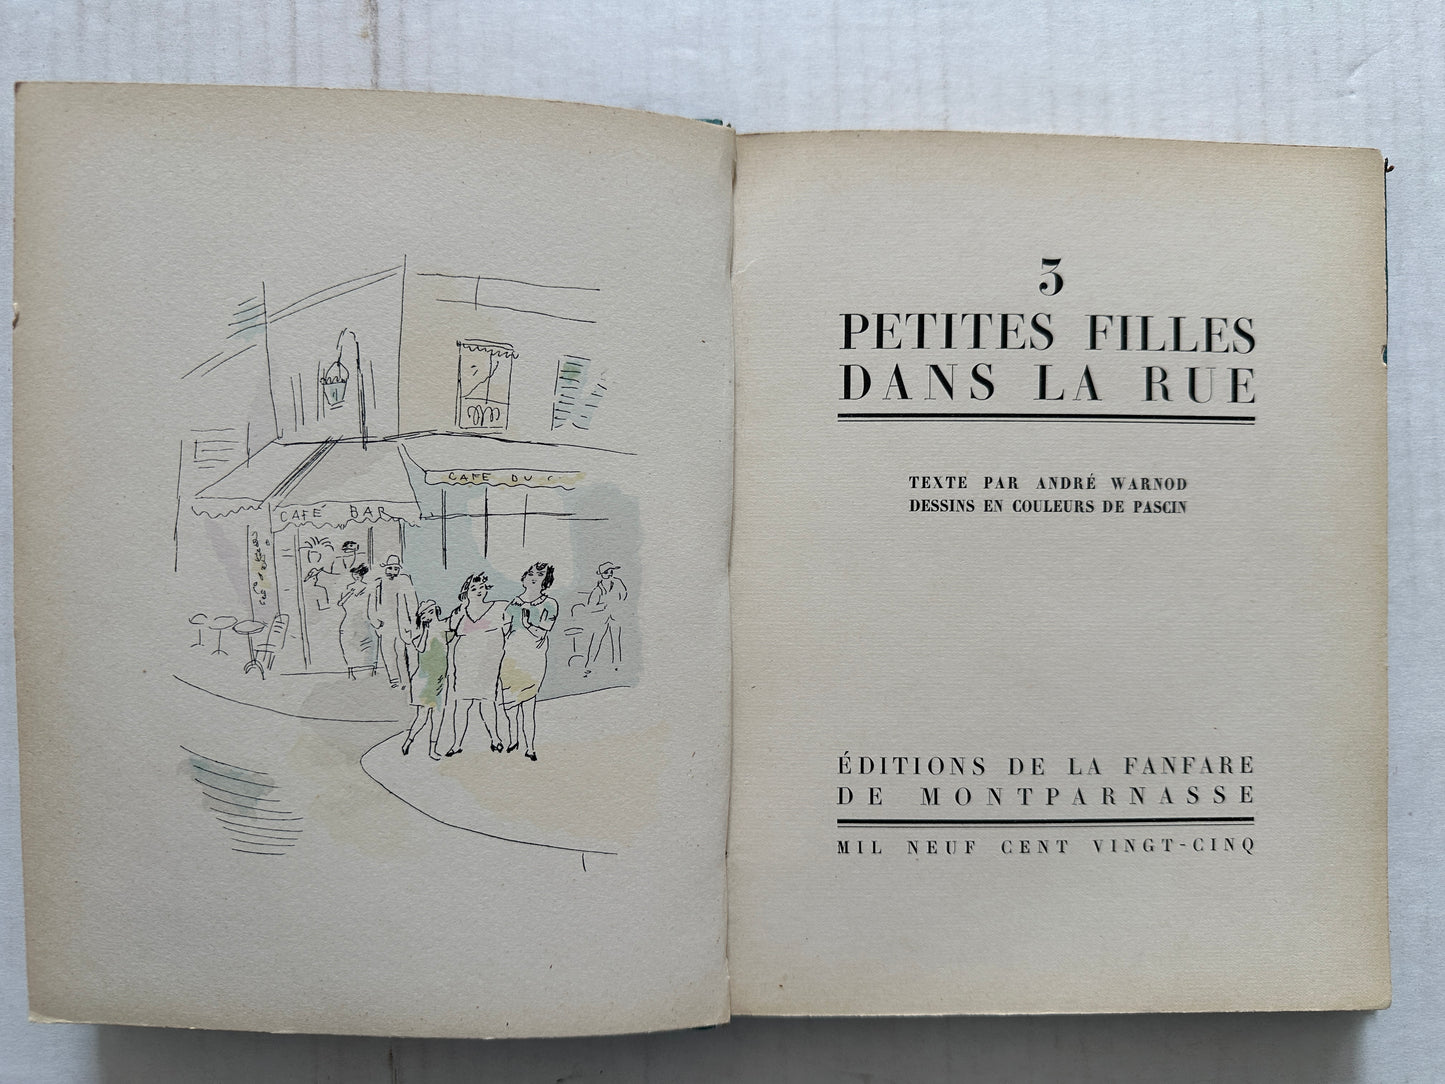 CAFÉ BAR
CAFE DU
3
PETITES FILLES
DANS LA RUE
TEXTE PAR ANDRÉ WARNOD
DESSINS EN COULEURS DE PASCIN
ÉDITIONS DE LA FANFARE
DE MONTPARNASSE
MIL NEUF CENT VINGT-CINQ